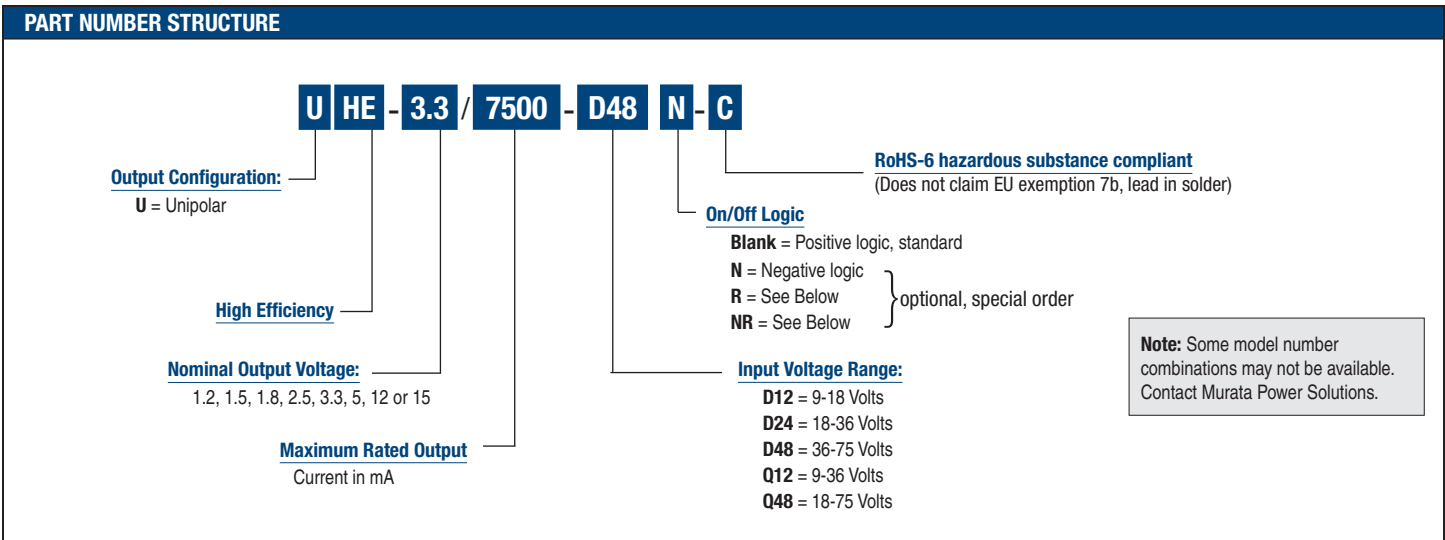 PART NUMBER STRUCTURE
U HE - 3.3 / 7500 - D48 N - C
RoHS-6 hazardous substance compliant
(Does not claim EU exemption 7b, lead in solder)
Output Configuration:
U = Unipolar
On/Off Logic
Blank = Positive logic, standard
N = Negative logic
R = See Below
NR = See Below
optional, special order
High Efficiency
Note: Some model number
combinations may not be available.
Contact Murata Power Solutions.
Nominal Output Voltage:
1.2, 1.5, 1.8, 2.5, 3.3, 5, 12 or 15
Input Voltage Range:
D12 = 9-18 Volts
D24 = 18-36 Volts
D48 = 36-75 Volts
Q12 = 9-36 Volts
Q48 = 18-75 Volts
Maximum Rated Output
Current in mA